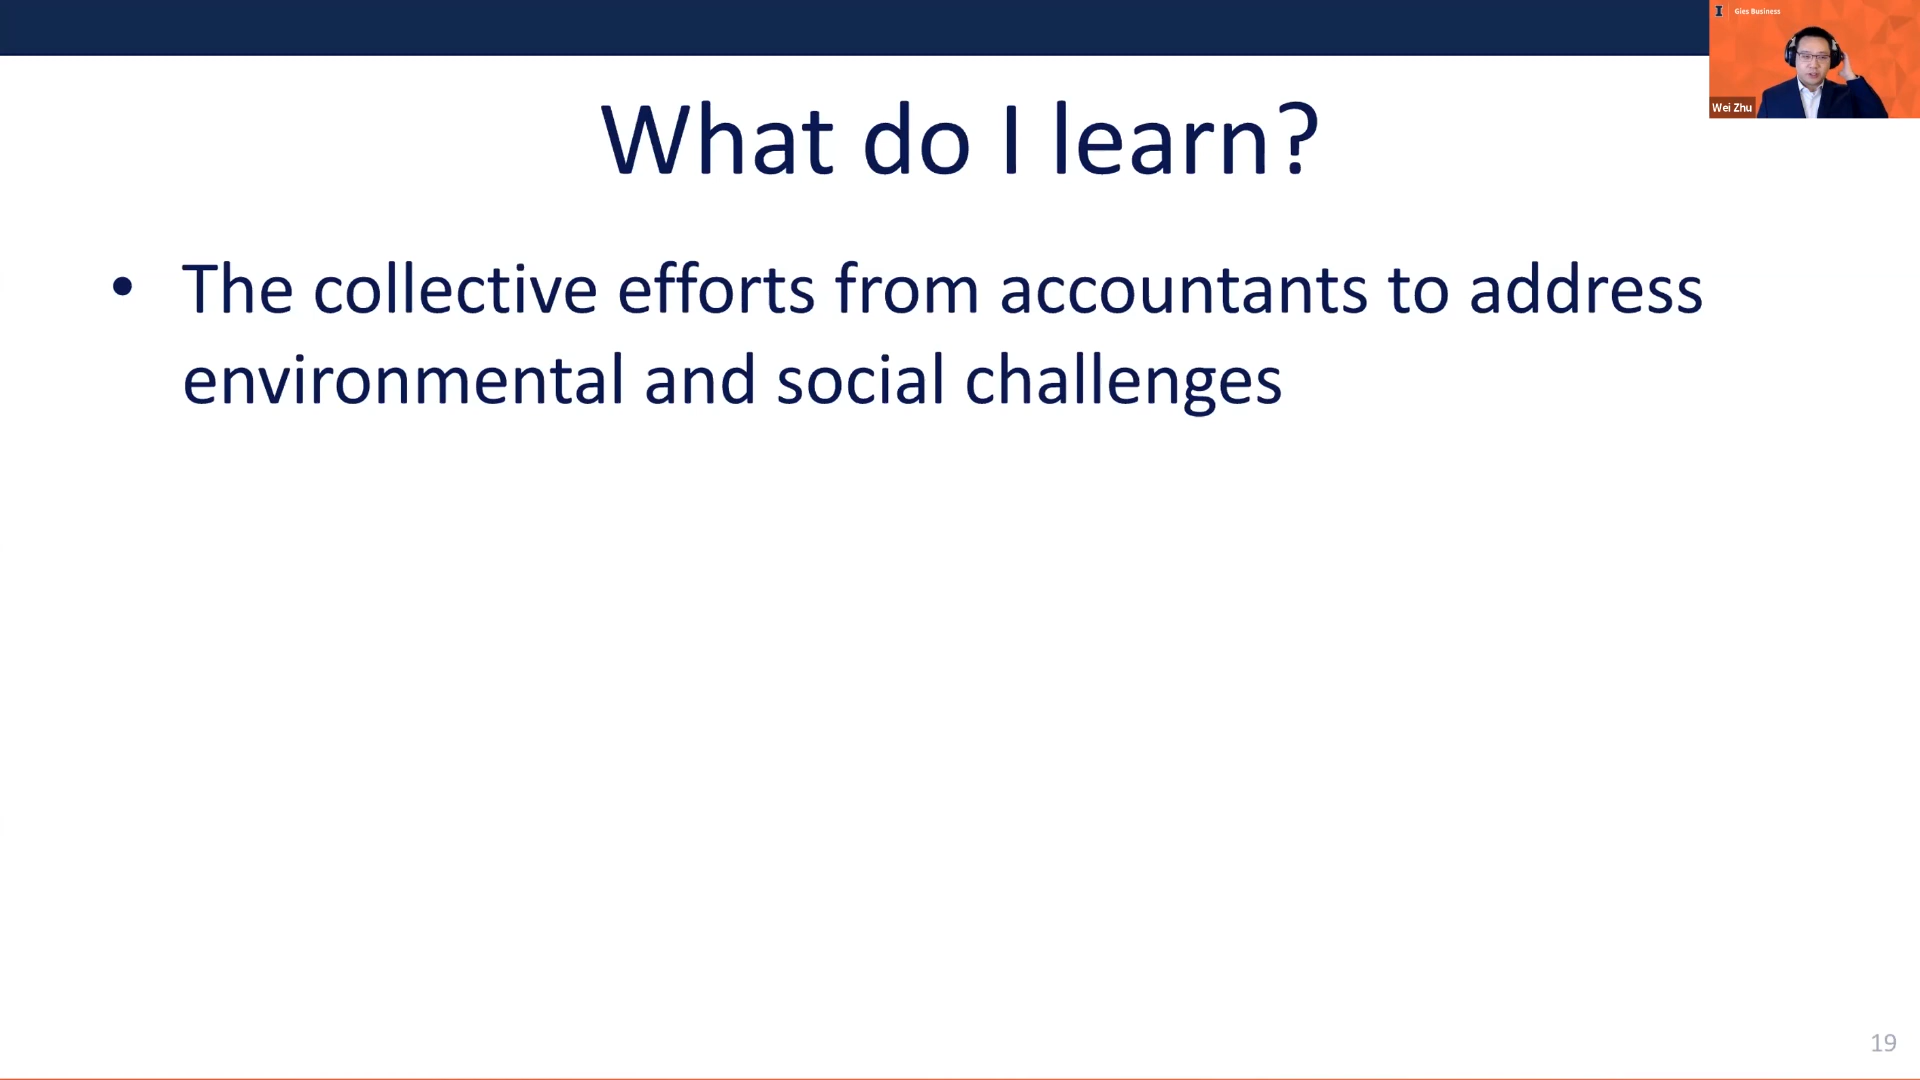 Gies Business
Wei Zhu
What do I learn?
• The collective efforts from accountants to address
environmental and social challenges
19